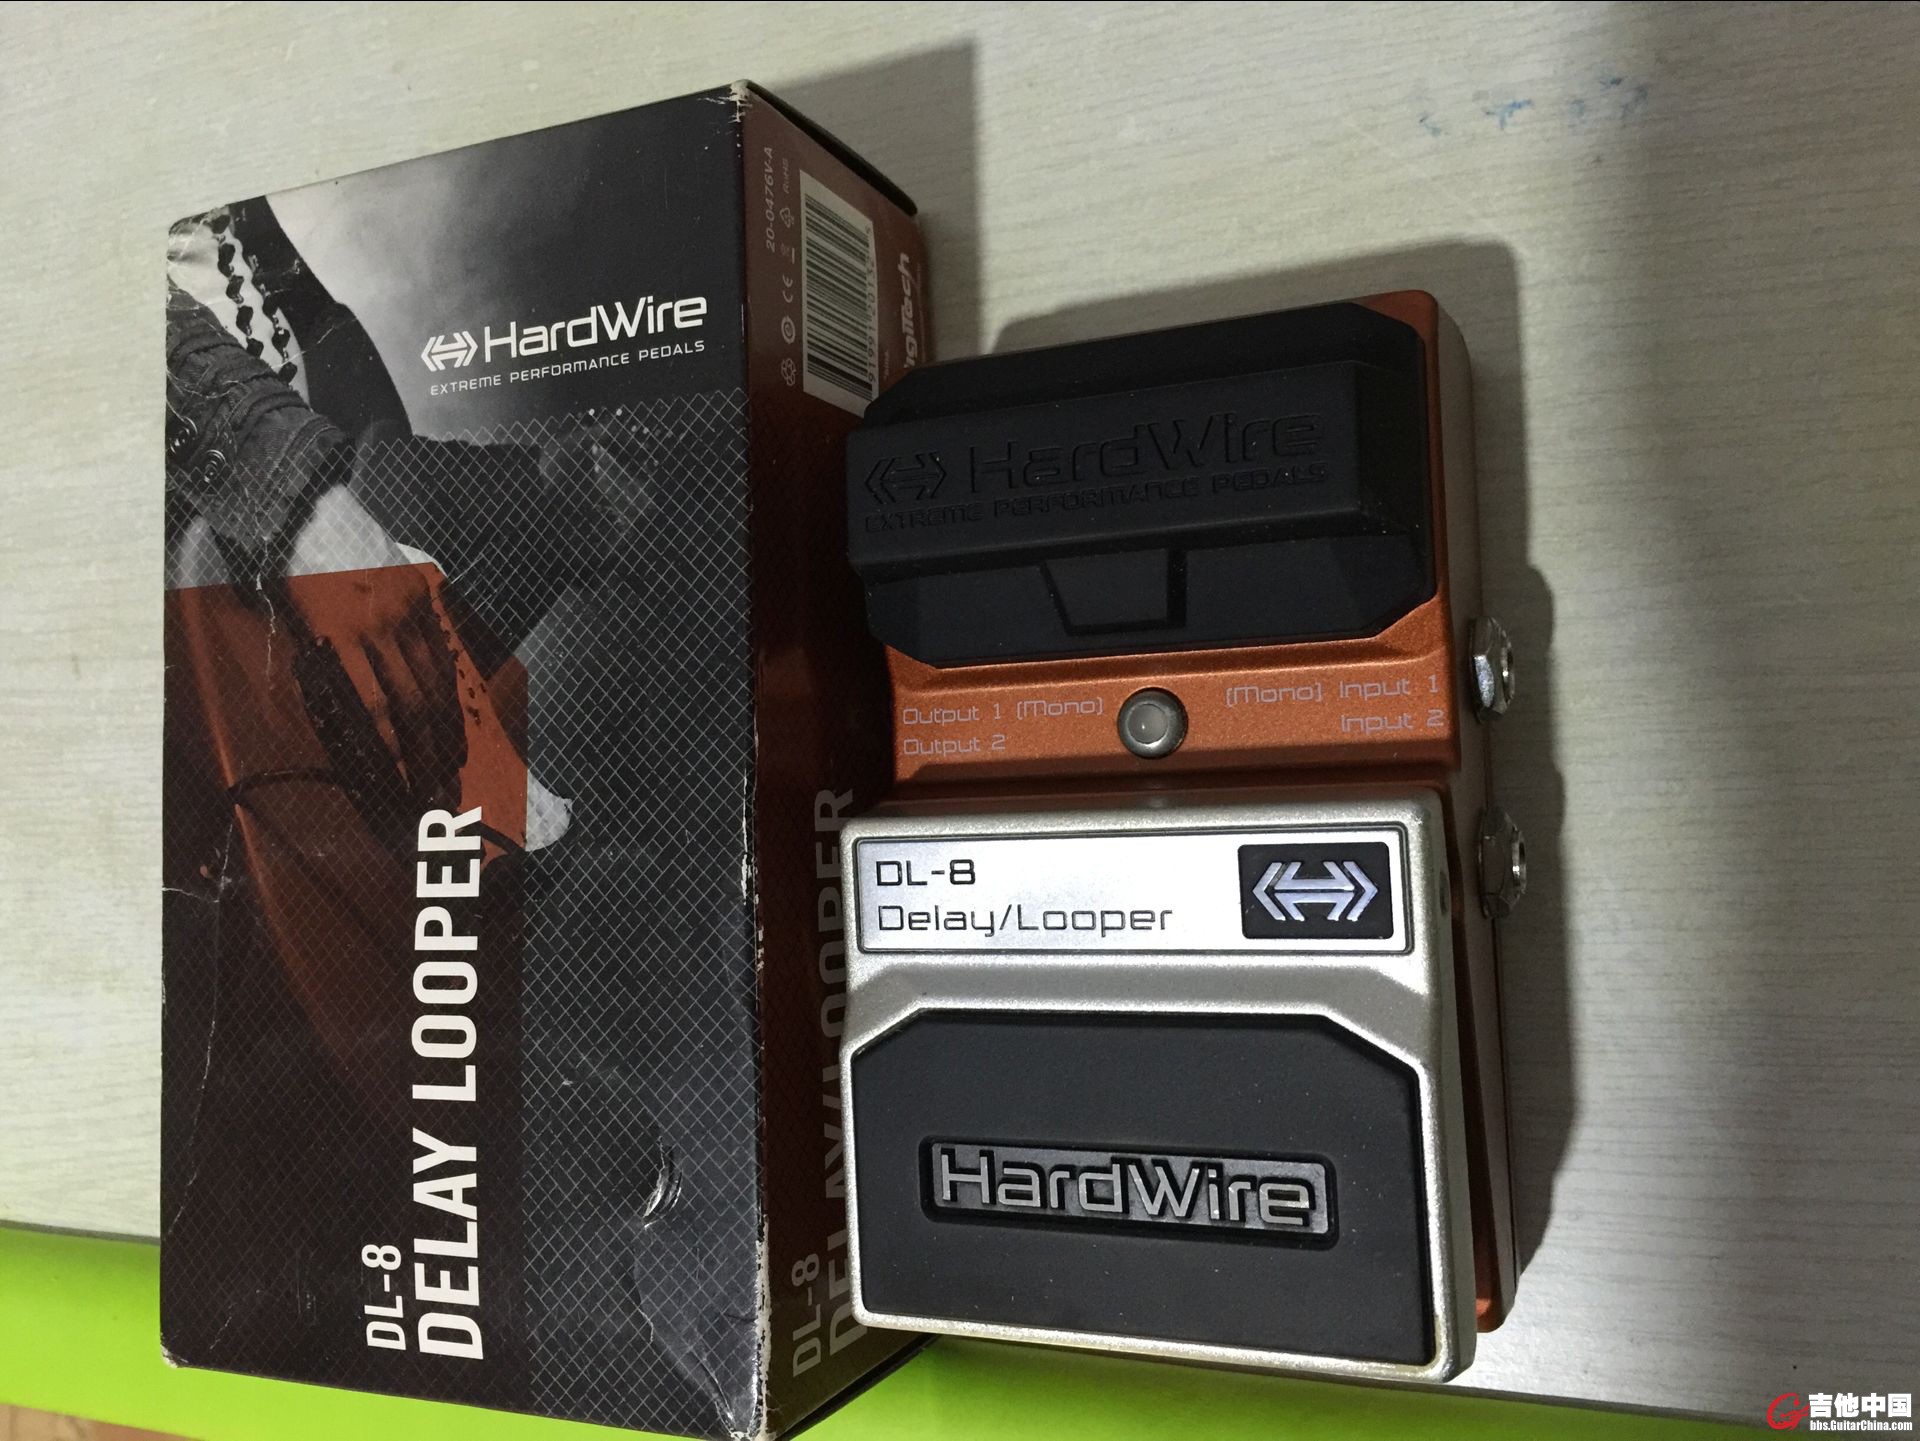 HardWire
EXTREME PERFORMANCE PEDALS
DL-8
DELAY LOOPER
20-0476V-A
RoHS
CE
DL-8
DELAY/LOOPER
HardWire
EXTREME PERFORMANCE PEDALS
Output 1 (Mono)
Output 2
(Mono) Input 1
Input 2
DL-8
Delay/Looper
HardWire
吉他中国
bbs.GuitarChina.com